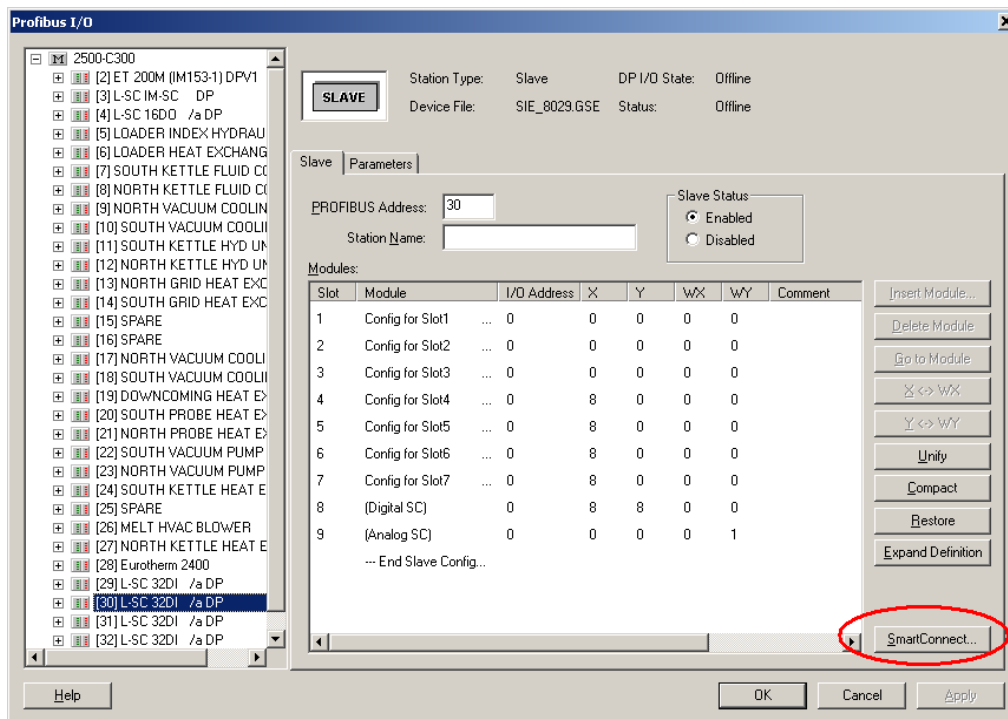 Profibus I/O
2500-C300
[2] ET 200M (IM153-1) DPV1
[3] L-SC IM-SC DP
[4] L-SC 16DO /a DP
[5] LOADER INDEX HYDRAU
[6] LOADER HEAT EXCHANG
[7] SOUTH KETTLE FLUID CO
[8] NORTH KETTLE FLUID CO
[9] NORTH VACUUM COOLIN
[10] SOUTH VACUUM COOLII
[11] SOUTH KETTLE HYD UN
[12] NORTH KETTLE HYD UN
[13] NORTH GRID HEAT EXC
[14] SOUTH GRID HEAT EXC
[15] SPARE
[16] SPARE
[17] NORTH VACUUM COOLI
[18] SOUTH VACUUM COOLII
[19] DOWNCOMING HEAT EX
[20] SOUTH PROBE HEAT EX
[21] NORTH PROBE HEAT EX
[22] SOUTH VACUUM PUMP
[23] NORTH VACUUM PUMP
[24] SOUTH KETTLE HEAT E
[25] SPARE
[26] MELT HVAC BLOWER
[27] NORTH KETTLE HEAT E
[28] Eurotherm 2400
[29] L-SC 32DI /a DP
[30] L-SC 32DI /a DP
[31] L-SC 32DI /a DP
[32] L-SC 32DI /a DP
SLAVE
Station Type: Slave DP I/O State: Offline
Device File: SIE_8029.GSE Status: Offline
Slave Parameters
PROFIBUS Address: 30
Station Name:
Slave Status
Enabled
Disabled
Modules:
Slot Module I/O Address X Y WX WY Comment
1 Config for Slot1 ... 0 0 0 0 0
2 Config for Slot2 ... 0 0 0 0 0
3 Config for Slot3 ... 0 0 0 0 0
4 Config for Slot4 ... 0 8 0 0 0
5 Config for Slot5 ... 0 8 0 0 0
6 Config for Slot6 ... 0 8 0 0 0
7 Config for Slot7 ... 0 8 0 0 0
8 (Digital SC) 0 8 8 0 0
9 (Analog SC) 0 0 0 0 1
--- End Slave Config...
Insert Module...
Delete Module
Go to Module
X <-> WX
Y <-> WY
Unify
Compact
Restore
Expand Definition
SmartConnect...
Help
OK
Cancel
Apply